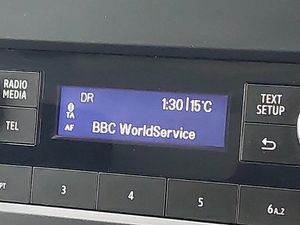 RADIO
MEDIA
TEL
DR
1:30 | 15°C
TA
AF
BBC WorldService
TEXT
SETUP
3
4
5
6 A..Z